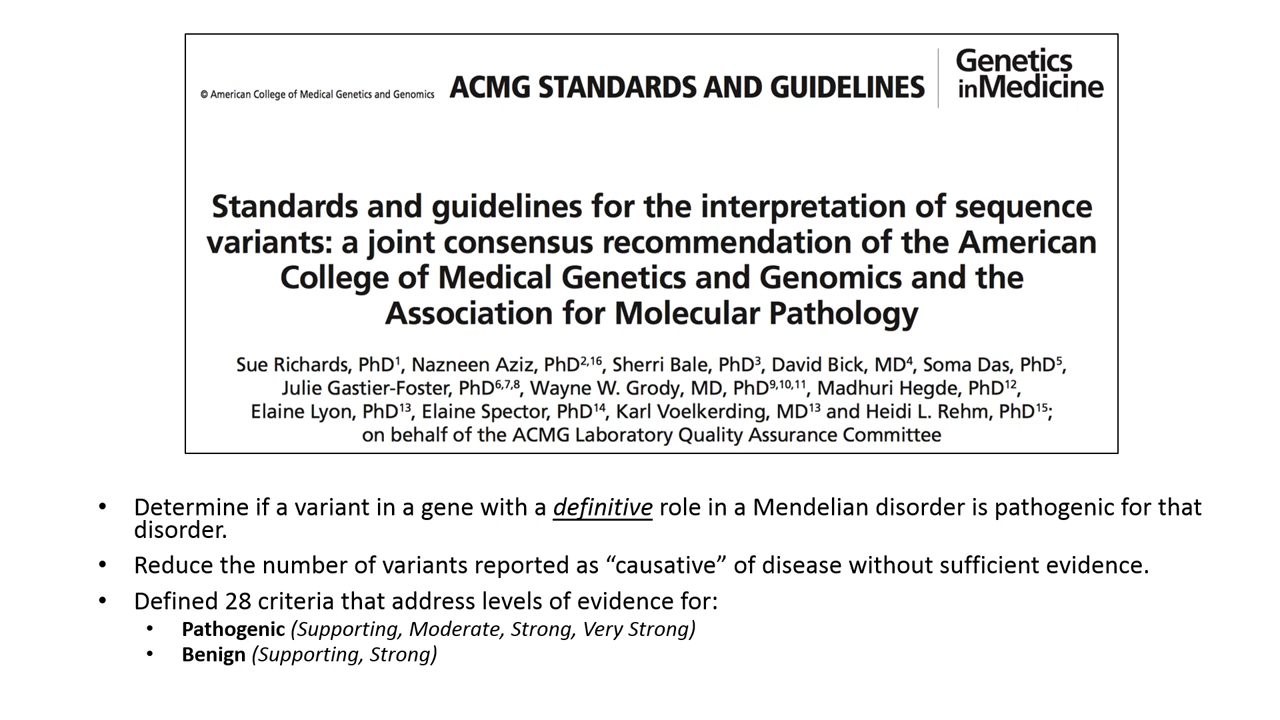 © American College of Medical Genetics and Genomics ACMG STANDARDS AND GUIDELINES
Genetics
inMedicine
Standards and guidelines for the interpretation of sequence
variants: a joint consensus recommendation of the American
College of Medical Genetics and Genomics and the
Association for Molecular Pathology
Sue Richards, PhD1, Nazneen Aziz, PhD2,16, Sherri Bale, PhD3, David Bick, MD4, Soma Das, PhD5,
Julie Gastier-Foster, PhD6,7,8, Wayne W. Grody, MD, PhD9,10,11, Madhuri Hegde, PhD12,
Elaine Lyon, PhD13, Elaine Spector, PhD14, Karl Voelkerding, MD13 and Heidi L. Rehm, PhD15;
on behalf of the ACMG Laboratory Quality Assurance Committee
• Determine if a variant in a gene with a definitive role in a Mendelian disorder is pathogenic for that
disorder.
• Reduce the number of variants reported as “causative” of disease without sufficient evidence.
• Defined 28 criteria that address levels of evidence for:
• Pathogenic (Supporting, Moderate, Strong, Very Strong)
• Benign (Supporting, Strong)